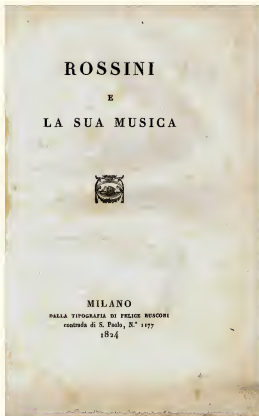 ROSSINI
E
LA SUA MUSICA
MILANO
DALLA TIPOGRAFIA DI FELICE RUSCONI
contrada di S. Paolo, N.° 1177
1824